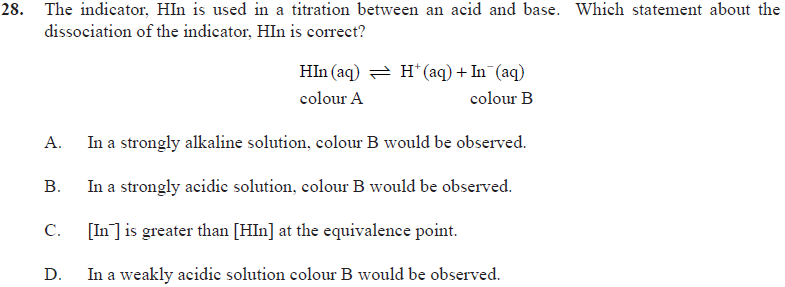 28. The indicator, HIn is used in a titration between an acid and base. Which statement about the
dissociation of the indicator, HIn is correct?
HIn (aq) ⇌ H⁺ (aq) + In⁻ (aq)
colour A colour B
A. In a strongly alkaline solution, colour B would be observed.
B. In a strongly acidic solution, colour B would be observed.
C. [In⁻] is greater than [HIn] at the equivalence point.
D. In a weakly acidic solution colour B would be observed.